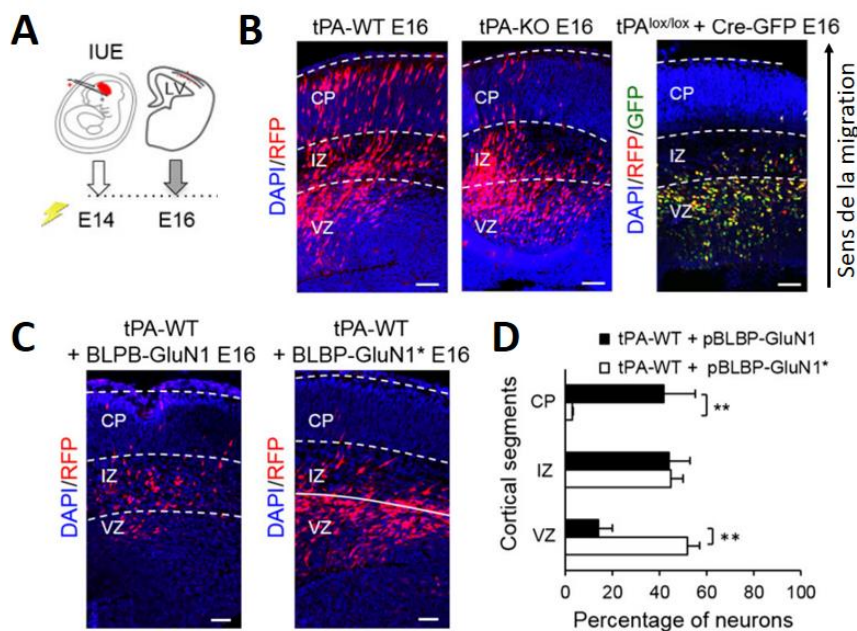 A
IUE
LV
E14
E16
B
tPA-WT E16
tPA-KO E16
tPAlox/lox + Cre-GFP E16
DAPI/RFP
CP
IZ
VZ
CP
IZ
VZ
DAPI/RFP/GFP
CP
IZ
VZ
Sens de la migration
C
tPA-WT
+ BLPB-GluN1 E16
tPA-WT
+ BLBP-GluN1* E16
DAPI/RFP
CP
IZ
VZ
DAPI/RFP
CP
IZ
VZ
D
tPA-WT + pBLBP-GluN1
tPA-WT + pBLBP-GluN1*
Cortical segments
CP
**
IZ
VZ
**
0 20 40 60 80 100
Percentage of neurons